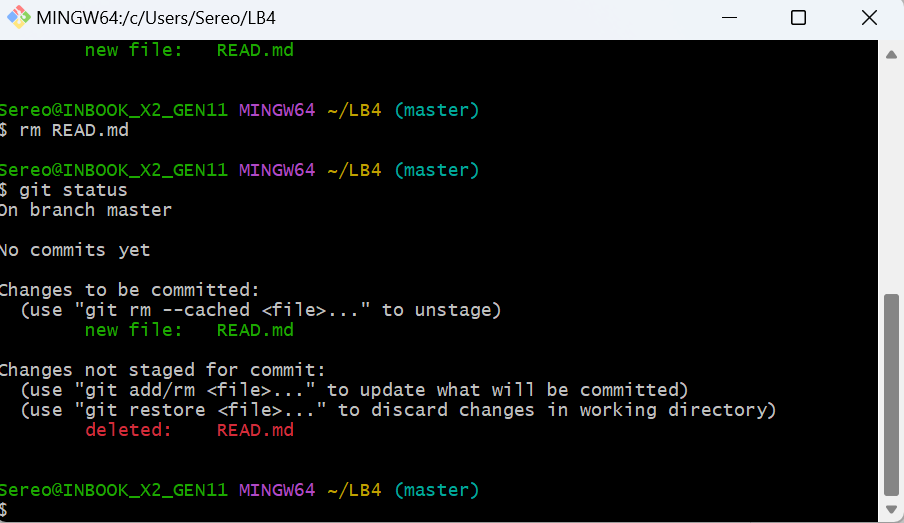 MINGW64:/c/Users/Sereo/LB4
new file: READ.md
Sereo@INBOOK_X2_GEN11 MINGW64 ~/LB4 (master)
$ rm READ.md
Sereo@INBOOK_X2_GEN11 MINGW64 ~/LB4 (master)
$ git status
On branch master
No commits yet
Changes to be committed:
(use "git rm --cached <file>..." to unstage)
new file: READ.md
Changes not staged for commit:
(use "git add/rm <file>..." to update what will be committed)
(use "git restore <file>..." to discard changes in working directory)
deleted: READ.md
Sereo@INBOOK_X2_GEN11 MINGW64 ~/LB4 (master)
$